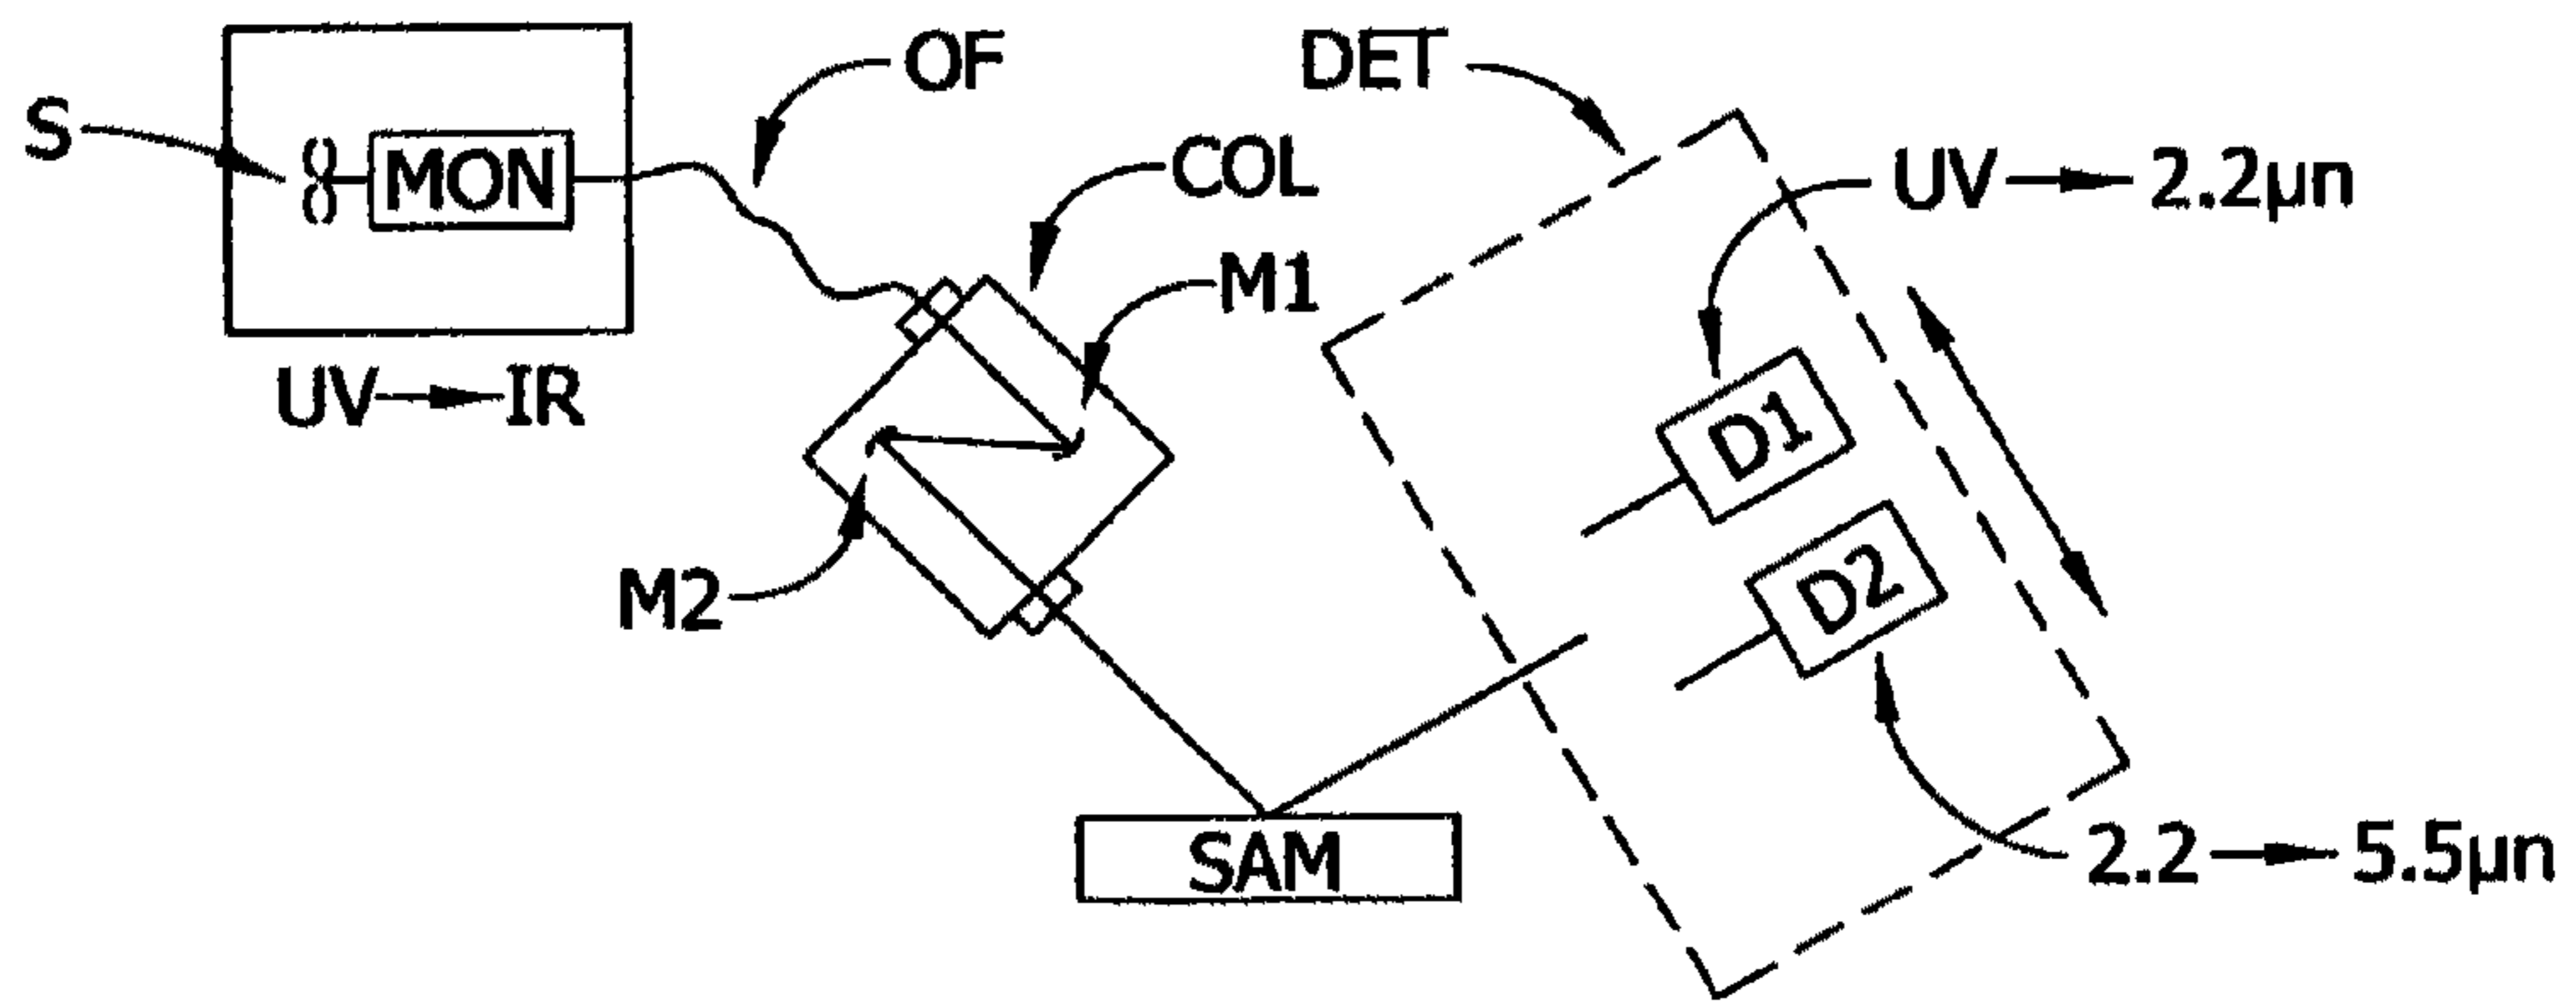 S
MON
UV→IR
OF
COL
M1
M2
DET
UV→2.2µn
D1
D2
2.2→5.5µn
SAM